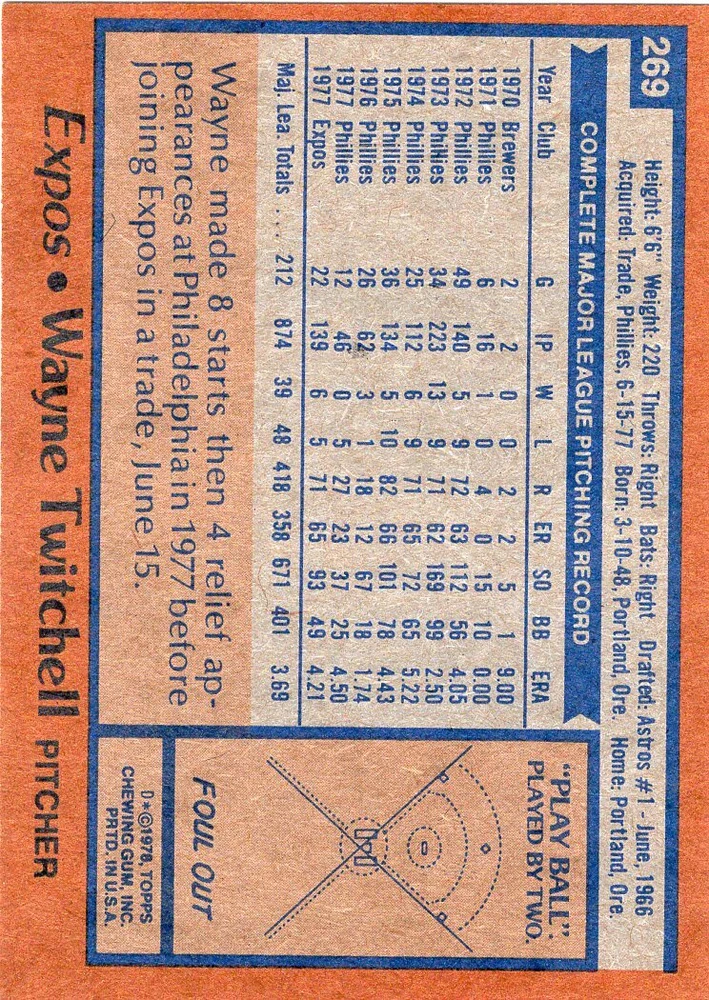 269
Height: 6'6" Weight: 220 Throws: Right Bats: Right Drafted: Astros #1 - June, 1966
Acquired: Trade, Phillies, 6-15-77 Born: 3-10-48, Portland, Ore. Home: Portland, Ore.
COMPLETE MAJOR LEAGUE PITCHING RECORD
Year Club G IP W L R ER SO BB ERA
1970 Brewers 2 2 0 0 2 2 5 1 9.00
1971 Phillies 6 16 1 0 4 0 15 10 0.00
1972 Phillies 49 140 5 9 72 63 112 56 4.05
1973 Phillies 34 223 13 9 71 62 169 99 2.50
1974 Phillies 25 112 6 9 71 65 72 65 5.22
1975 Phillies 36 134 5 10 82 66 101 78 4.43
1976 Phillies 26 62 3 1 18 12 67 18 1.74
1977 Phillies 12 46 0 5 27 23 37 25 4.50
1977 Expos 22 139 6 5 71 65 93 49 4.21
Maj. Lea. Totals .... 212 874 39 48 418 358 671 401 3.69
Wayne made 8 starts then 4 relief ap-
pearances at Philadelphia in 1977 before
joining Expos in a trade, June 15.
"PLAY BALL":
PLAYED BY TWO.
FOUL OUT
D*©1978, TOPPS
CHEWING GUM, INC.
PRTD. IN U.S.A.
Expos • Wayne Twitchell PITCHER